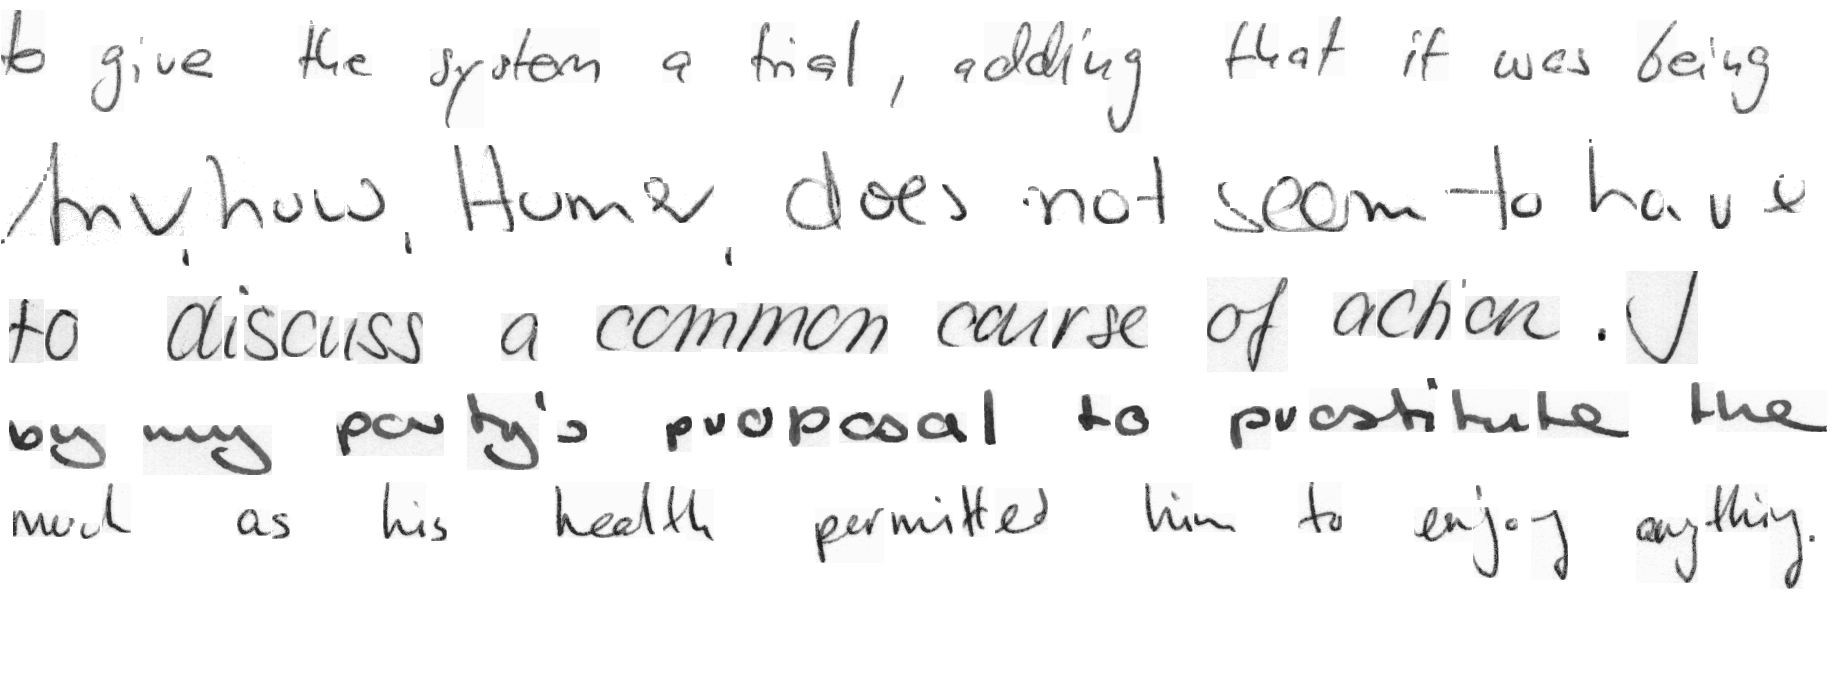 to give the system a trial, adding that it was being
Anyhow, Hume, does not seem to have
to discuss a common course of action. I
by my party's proposal to prostitute the
much as his health permitted him to enjoy anything.